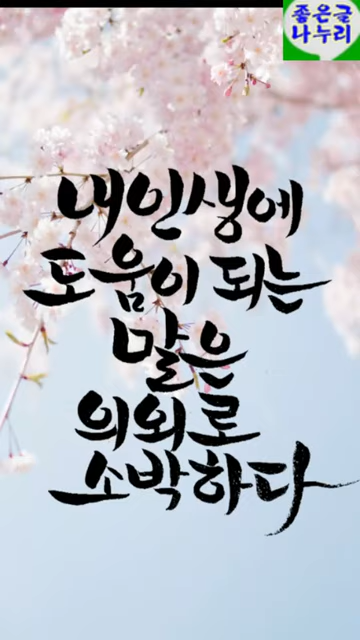 좋은글
나누리
내 인생에
도움이 되는
말은
의외로
소박하다